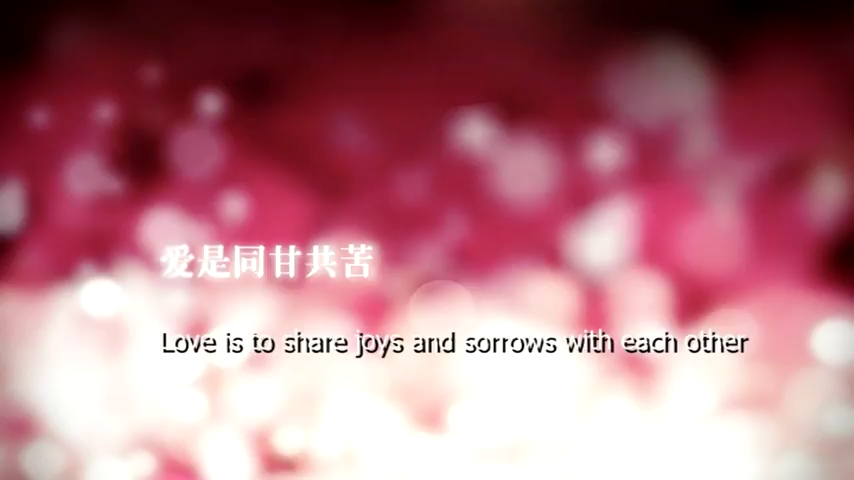 爱是同甘共苦
Love is to share joys and sorrows with each other